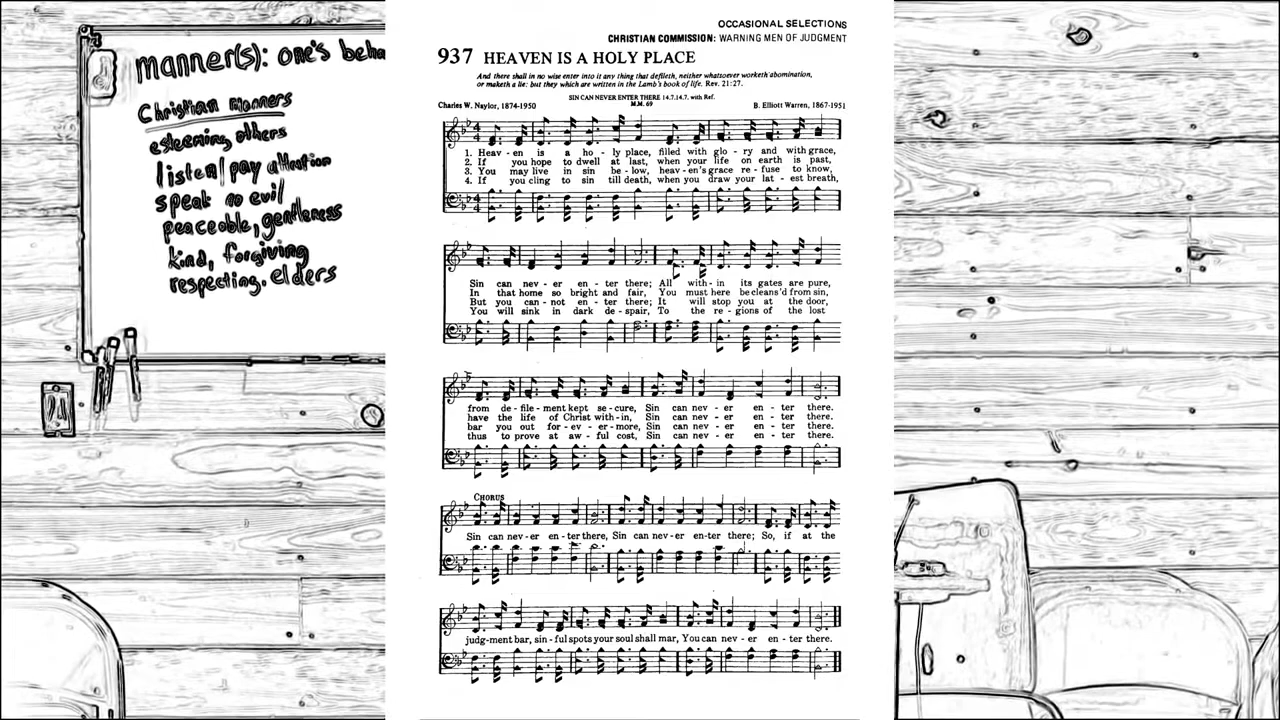 manner(s): one's beha
Christian Manners
esteeming others
listen/pay attention
speak no evil
peaceable, gentleness
kind, forgiving
respecting. elders
OCCASIONAL SELECTIONS
CHRISTIAN COMMISSION: WARNING MEN OF JUDGMENT
937 HEAVEN IS A HOLY PLACE
And there shall in no wise enter into it any thing that defileth, neither whatsoever worketh abomination,
or maketh a lie: but they which are written in the Lamb's book of life. Rev. 21:27.
SIN CAN NEVER ENTER THERE 14.7.14.7. with Ref.
Charles W. Naylor, 1874-1950 M.M. 69 B. Elliott Warren, 1867-1951
1. Heav - en is a ho - ly place, filled with glo - ry and with grace,
2. If you hope to dwell at last, when your life on earth is past,
3. You may live in sin be - low, heav - en's grace re - fuse to know,
4. If you cling to sin till death, when you draw your lat - est breath,
Sin can nev - er en - ter there; All with - in its gates are pure,
In that home so bright and fair, You must here be cleans'd from sin,
But you can - not en - ter there; It will stop you at the door,
You will sink in dark de - spair, To the re - gions of the lost
from de - file - ment kept se - cure, Sin can nev - er en - ter there.
have the life of Christ with - in, Sin can nev - er en - ter there.
bar you out for - ev - er - more, Sin can nev - er en - ter there.
thus to prove at aw - ful cost, Sin can nev - er en - ter there.
CHORUS
Sin can nev - er en - ter there, Sin can nev - er en - ter there; So, if at the
judg - ment bar, sin - ful spots your soul shall mar, You can nev - er en - ter there.